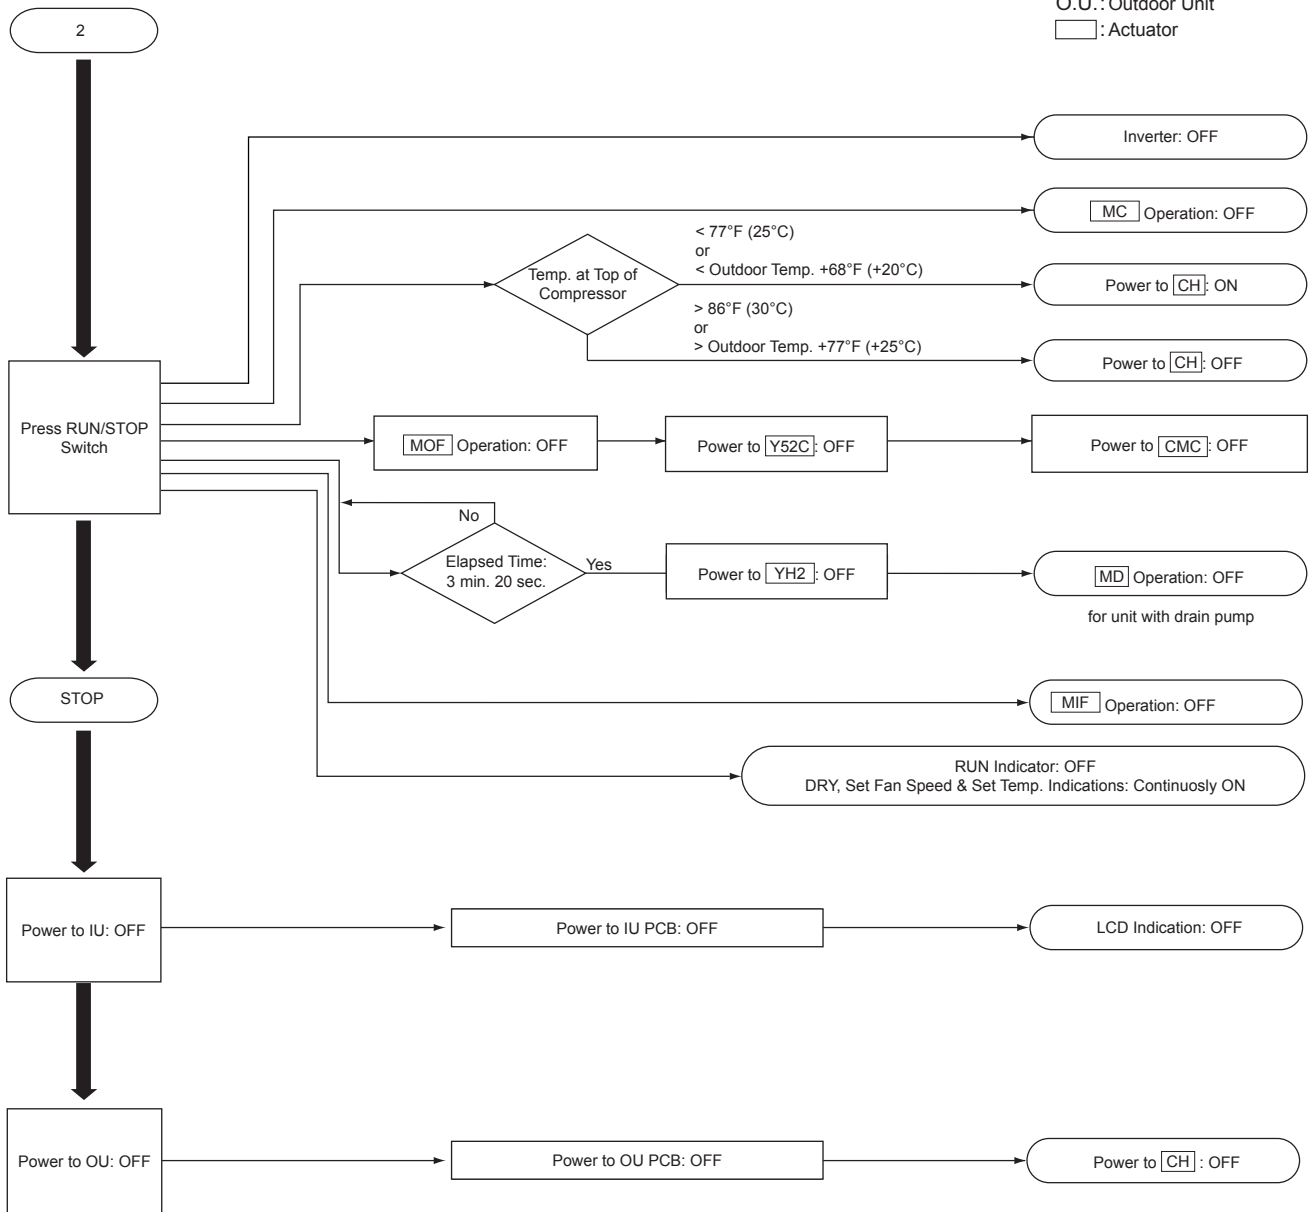 O.U.: Outdoor Unit
: Actuator
2
Inverter: OFF
MC Operation: OFF
< 77°F (25°C)
or
< Outdoor Temp. +68°F (+20°C)
Temp. at Top of
Compressor
Power to CH: ON
> 86°F (30°C)
or
> Outdoor Temp. +77°F (+25°C)
Power to CH: OFF
Press RUN/STOP
Switch
MOF Operation: OFF
Power to Y52C: OFF
Power to CMC: OFF
No
Elapsed Time:
3 min. 20 sec.
Yes
Power to YH2: OFF
MD Operation: OFF
for unit with drain pump
STOP
MIF Operation: OFF
RUN Indicator: OFF
DRY, Set Fan Speed & Set Temp. Indications: Continuosly ON
Power to IU: OFF
Power to IU PCB: OFF
LCD Indication: OFF
Power to OU: OFF
Power to OU PCB: OFF
Power to CH : OFF